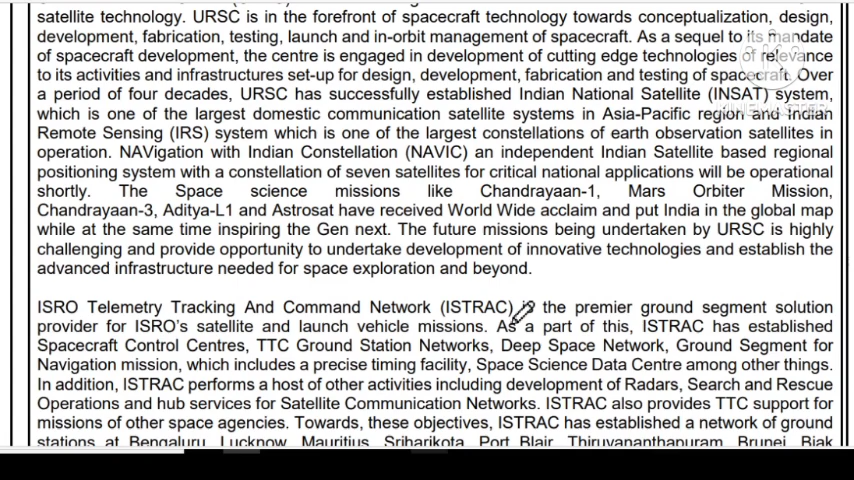 satellite technology. URSC is in the forefront of spacecraft technology towards conceptualization, design,
development, fabrication, testing, launch and in-orbit management of spacecraft. As a sequel to its mandate
of spacecraft development, the centre is engaged in development of cutting edge technologies of relevance
to its activities and infrastructures set-up for design, development, fabrication and testing of spacecraft. Over
a period of four decades, URSC has successfully established Indian National Satellite (INSAT) system,
which is one of the largest domestic communication satellite systems in Asia-Pacific region and Indian
Remote Sensing (IRS) system which is one of the largest constellations of earth observation satellites in
operation. NAVigation with Indian Constellation (NAVIC) an independent Indian Satellite based regional
positioning system with a constellation of seven satellites for critical national applications will be operational
shortly. The Space science missions like Chandrayaan-1, Mars Orbiter Mission,
Chandrayaan-3, Aditya-L1 and Astrosat have received World Wide acclaim and put India in the global map
while at the same time inspiring the Gen next. The future missions being undertaken by URSC is highly
challenging and provide opportunity to undertake development of innovative technologies and establish the
advanced infrastructure needed for space exploration and beyond.
ISRO Telemetry Tracking And Command Network (ISTRAC) is the premier ground segment solution
provider for ISRO's satellite and launch vehicle missions. As a part of this, ISTRAC has established
Spacecraft Control Centres, TTC Ground Station Networks, Deep Space Network, Ground Segment for
Navigation mission, which includes a precise timing facility, Space Science Data Centre among other things.
In addition, ISTRAC performs a host of other activities including development of Radars, Search and Rescue
Operations and hub services for Satellite Communication Networks. ISTRAC also provides TTC support for
missions of other space agencies. Towards, these objectives, ISTRAC has established a network of ground
stations at Bengaluru, Lucknow, Mauritius, Sriharikota, Port Blair, Thiruvananthapuram, Brunei, Biak